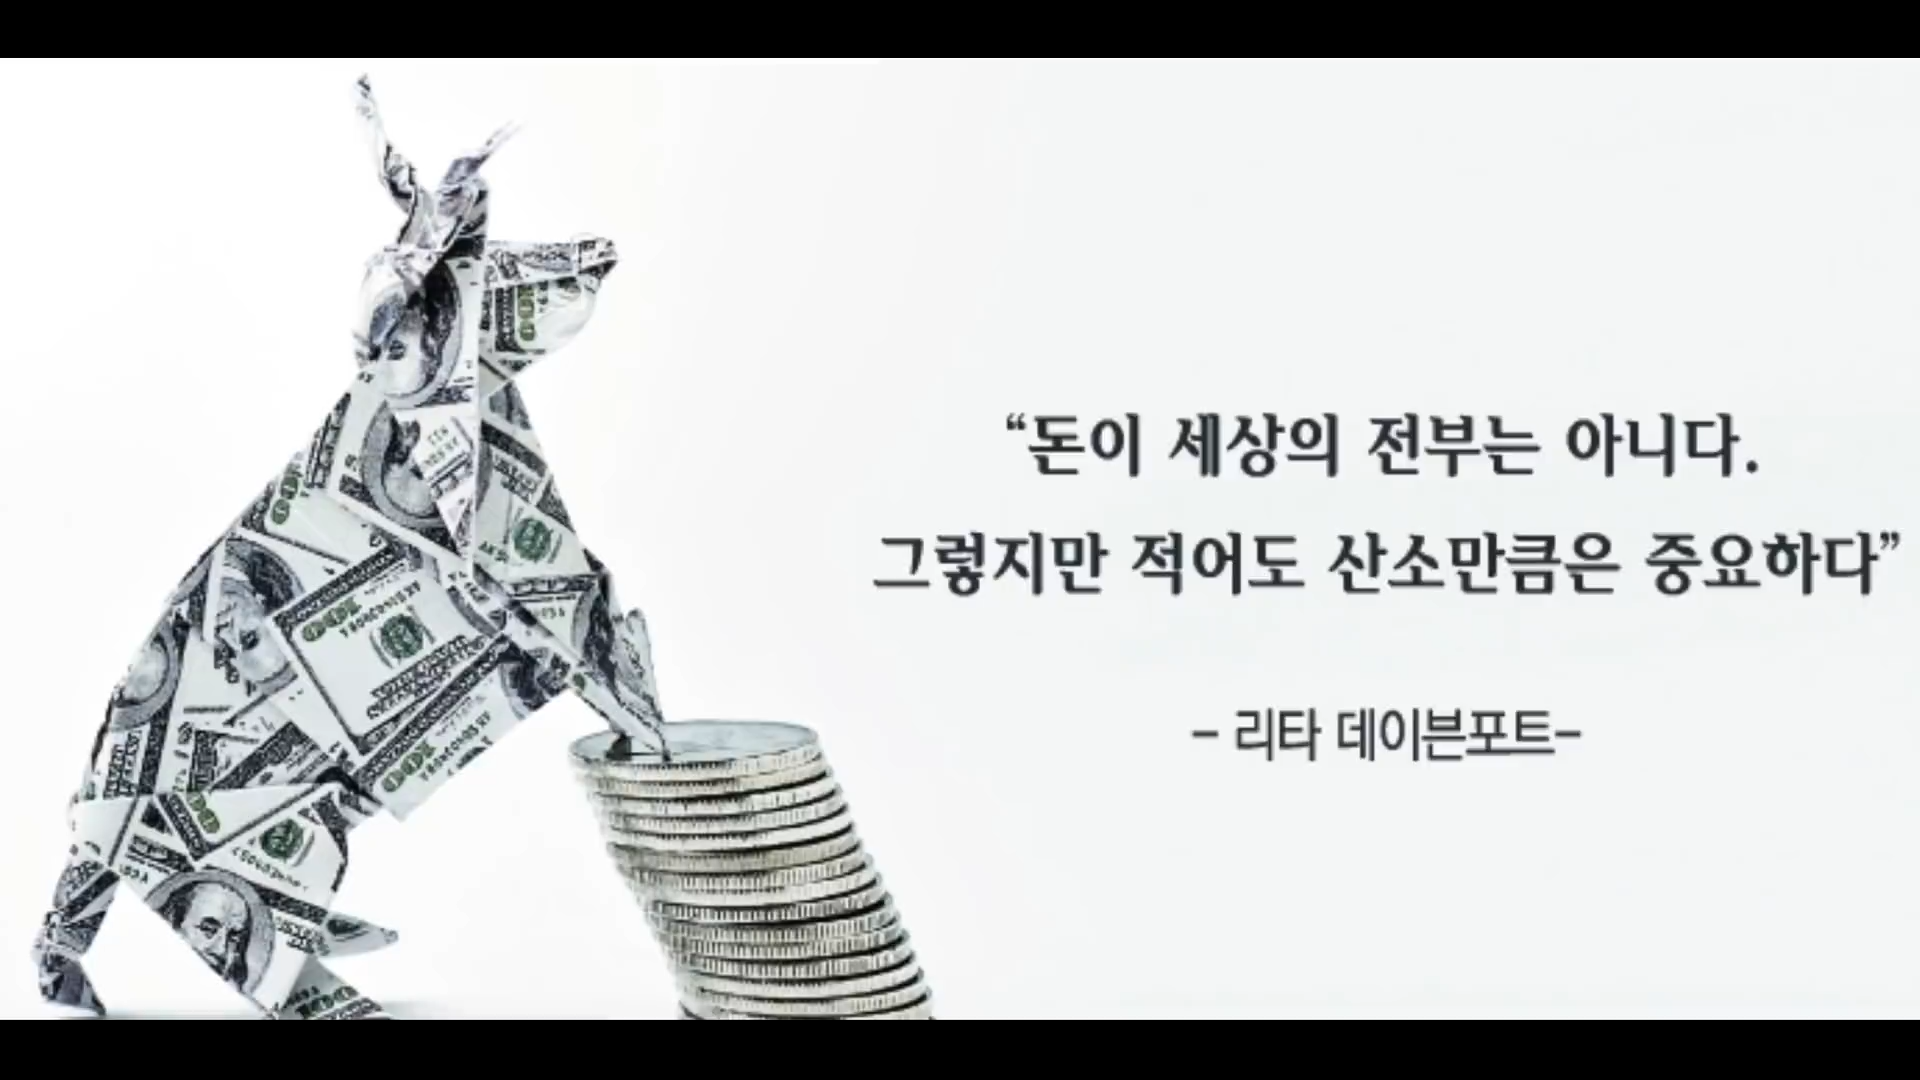 “돈이 세상의 전부는 아니다.
그렇지만 적어도 산소만큼은 중요하다”
- 리타 데이븐포트-